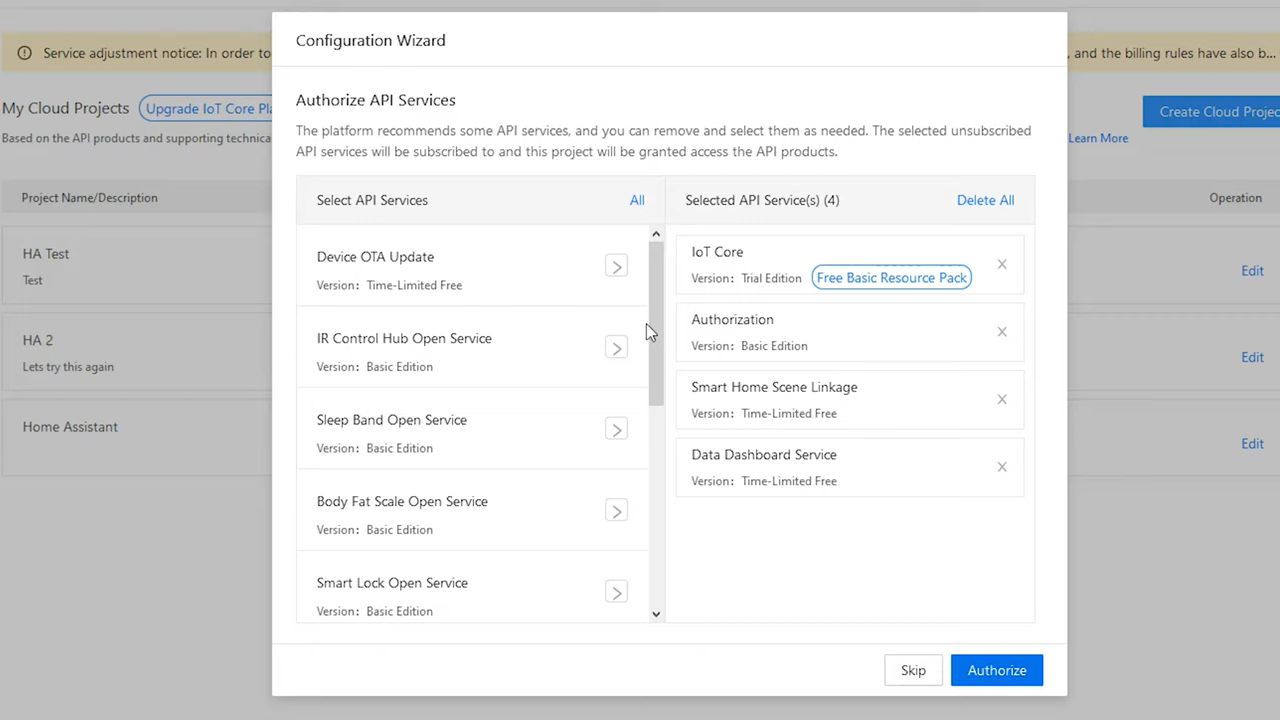 Configuration Wizard
Service adjustment notice: In order to
, and the billing rules have also b...
Authorize API Services
My Cloud Projects
Upgrade IoT Core Pla
Create Cloud Projec
The platform recommends some API services, and you can remove and select them as needed. The selected unsubscribed
API services will be subscribed to and this project will be granted access the API products.
Based on the API products and supporting technica
Learn More
Project Name/Description
Operation
HA Test
Test
Edit
HA 2
Lets try this again
Edit
Home Assistant
Edit
Select API Services
All
Device OTA Update
Version: Time-Limited Free
IR Control Hub Open Service
Version: Basic Edition
Sleep Band Open Service
Version: Basic Edition
Body Fat Scale Open Service
Version: Basic Edition
Smart Lock Open Service
Version: Basic Edition
Selected API Service(s) (4)
Delete All
IoT Core
Version: Trial Edition
Free Basic Resource Pack
Authorization
Version: Basic Edition
Smart Home Scene Linkage
Version: Time-Limited Free
Data Dashboard Service
Version: Time-Limited Free
Skip
Authorize